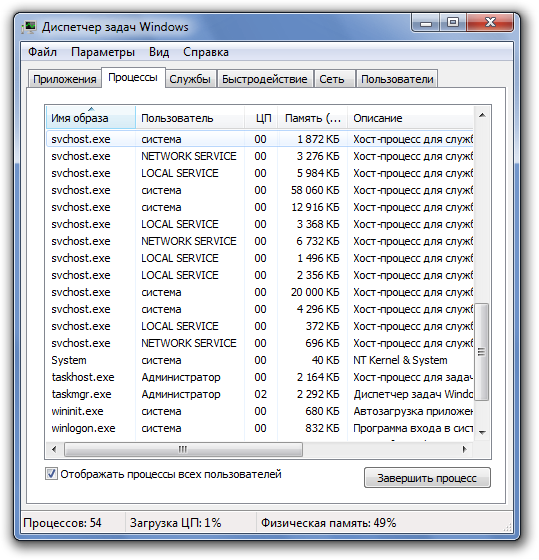 Диспетчер задач Windows
Файл Параметры Вид Справка
Приложения Процессы Службы Быстродействие Сеть Пользователи
Имя образа Пользователь ЦП Память (... Описание
svchost.exe система 00 1 872 КБ Хост-процесс для служб
svchost.exe NETWORK SERVICE 00 3 276 КБ Хост-процесс для служб
svchost.exe LOCAL SERVICE 00 5 984 КБ Хост-процесс для служб
svchost.exe система 00 58 060 КБ Хост-процесс для служб
svchost.exe система 00 12 916 КБ Хост-процесс для служб
svchost.exe LOCAL SERVICE 00 3 368 КБ Хост-процесс для служб
svchost.exe NETWORK SERVICE 00 6 732 КБ Хост-процесс для служб
svchost.exe LOCAL SERVICE 00 1 496 КБ Хост-процесс для служб
svchost.exe LOCAL SERVICE 00 2 356 КБ Хост-процесс для служб
svchost.exe система 00 20 000 КБ Хост-процесс для служб
svchost.exe система 00 4 296 КБ Хост-процесс для служб
svchost.exe LOCAL SERVICE 00 372 КБ Хост-процесс для служб
svchost.exe NETWORK SERVICE 00 696 КБ Хост-процесс для служб
System система 00 40 КБ NT Kernel & System
taskhost.exe Администратор 00 2 164 КБ Хост-процесс для задач
taskmgr.exe Администратор 02 2 292 КБ Диспетчер задач Windo
wininit.exe система 00 680 КБ Автозагрузка приложен
winlogon.exe система 00 832 КБ Программа входа в сист
Отображать процессы всех пользователей
Завершить процесс
Процессов: 54 Загрузка ЦП: 1% Физическая память: 49%